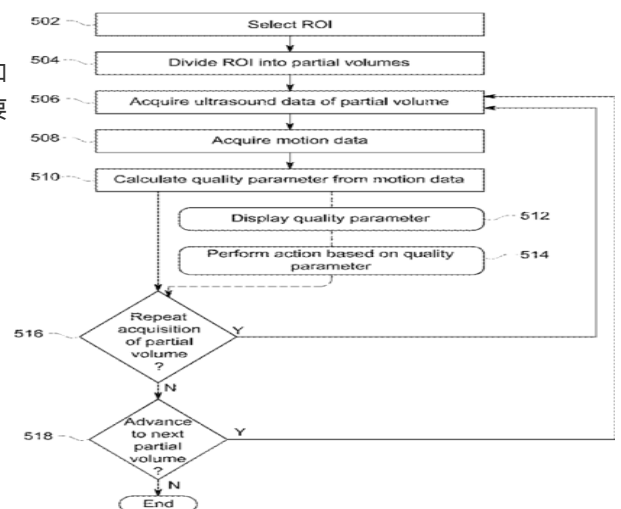 502
Select ROI
504
Divide ROI into partial volumes
506
Acquire ultrasound data of partial volume
508
Acquire motion data
510
Calculate quality parameter from motion data
Display quality parameter
512
Perform action based on quality
parameter
514
516
Repeat
acquisition
of partial
volume
?
Y
N
518
Advance
to next
partial
volume
?
Y
N
End